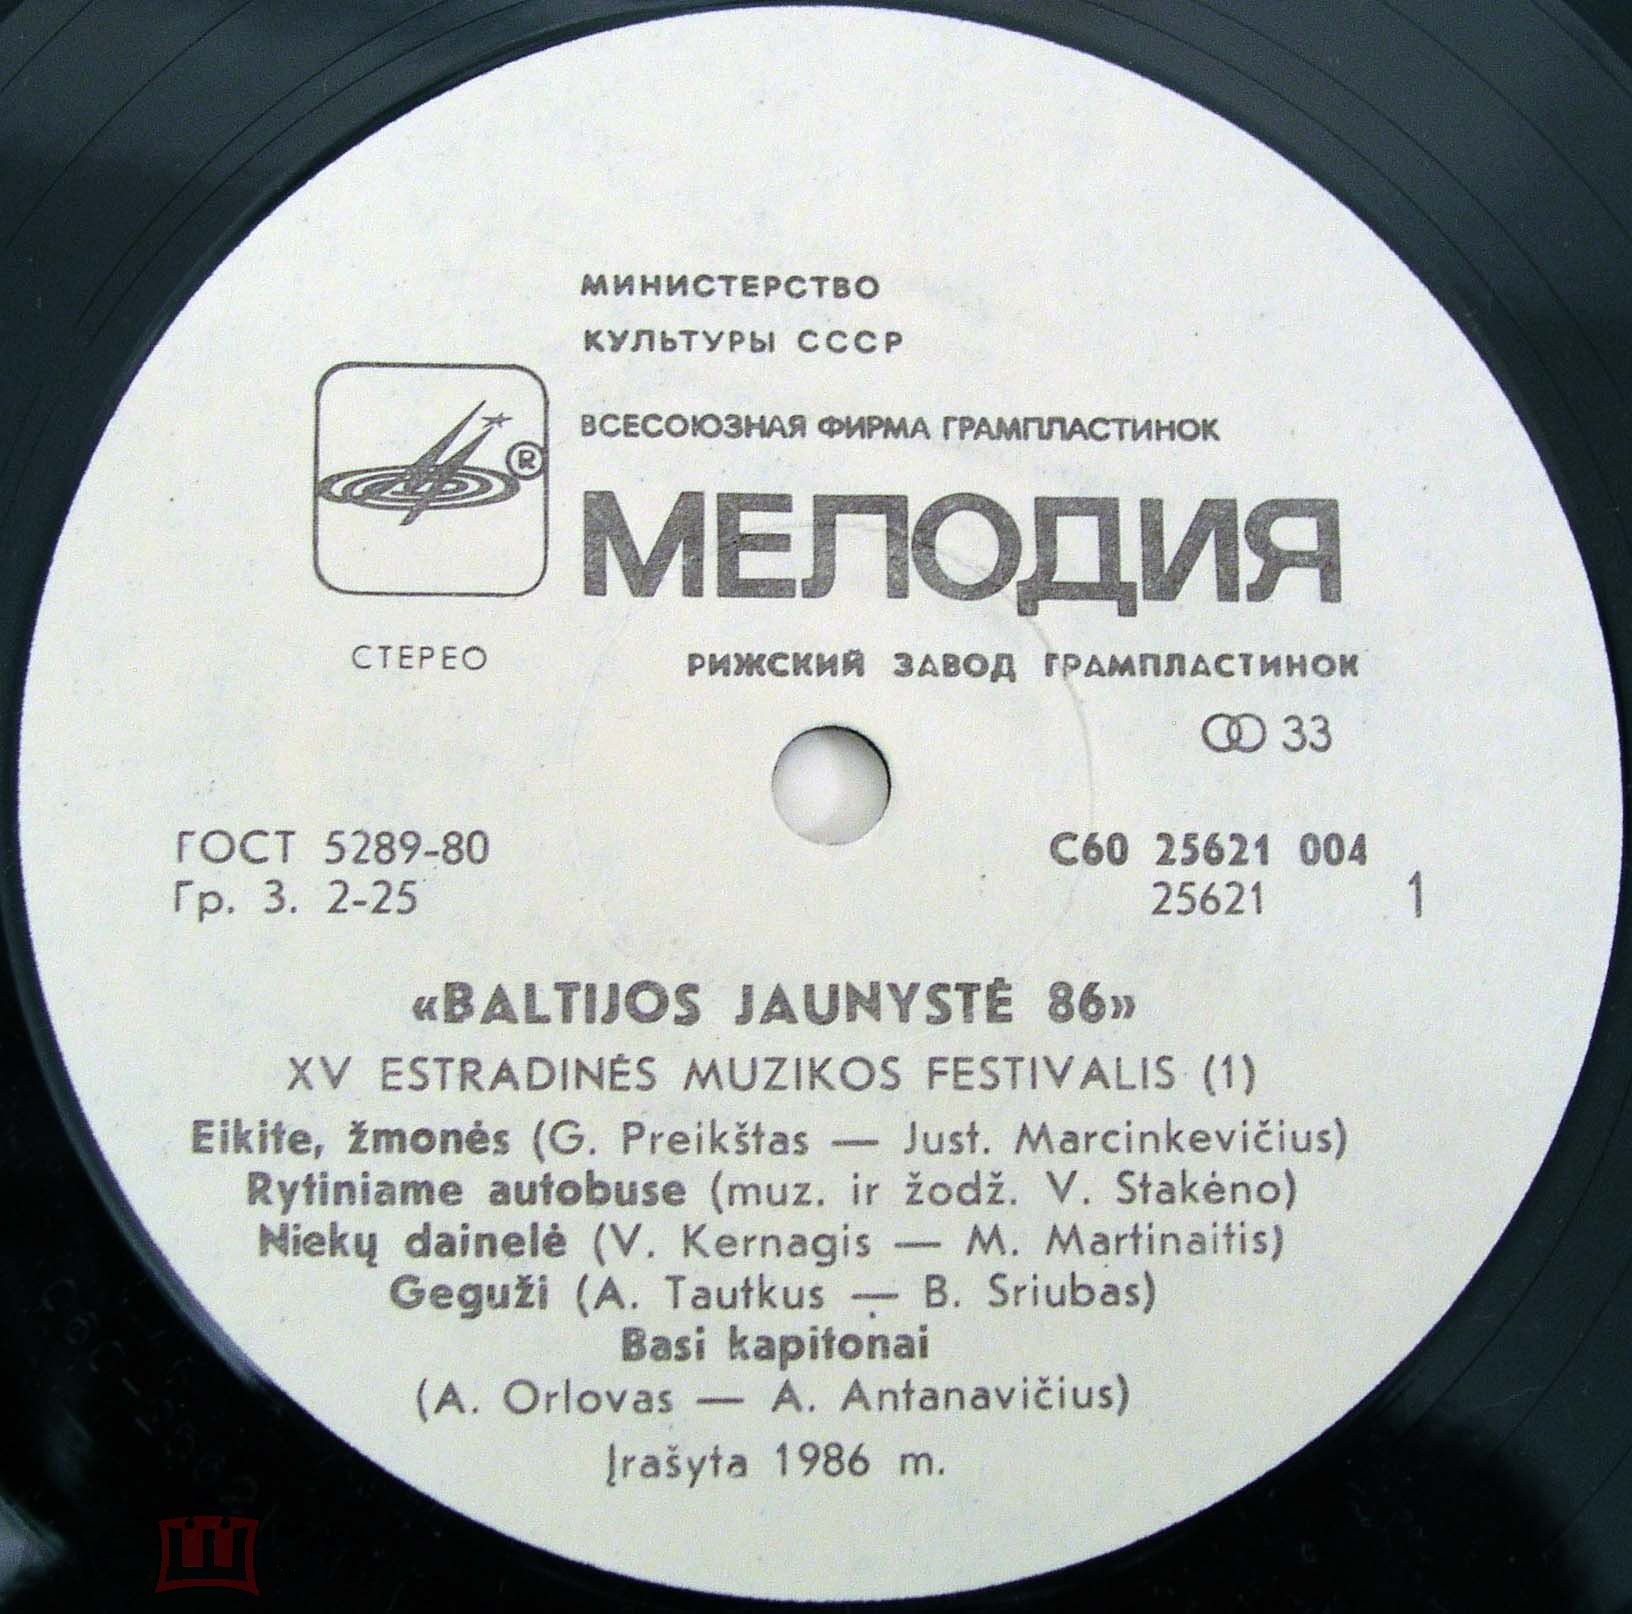 МИНИСТЕРСТВО
КУЛЬТУРЫ СССР
ВСЕСОЮЗНАЯ ФИРМА ГРАМПЛАСТИНОК
®
МЕЛОДИЯ
СТЕРЕО
РИЖСКИЙ ЗАВОД ГРАМПЛАСТИНОК
33
ГОСТ 5289-80
Гр. 3. 2-25
С60 25621 004
25621 1
«BALTIJOS JAUNYSTĖ 86»
XV ESTRADINĖS MUZIKOS FESTIVALIS (1)
Eikite, žmonės (G. Preikštas — Just. Marcinkevičius)
Rytiniame autobuse (muz. ir žodž. V. Stakėno)
Niekų dainelė (V. Kernagis — M. Martinaitis)
Geguži (A. Tautkus — B. Sriubas)
Basi kapitonai
(A. Orlovas — A. Antanavičius)
Įrašyta 1986 m.